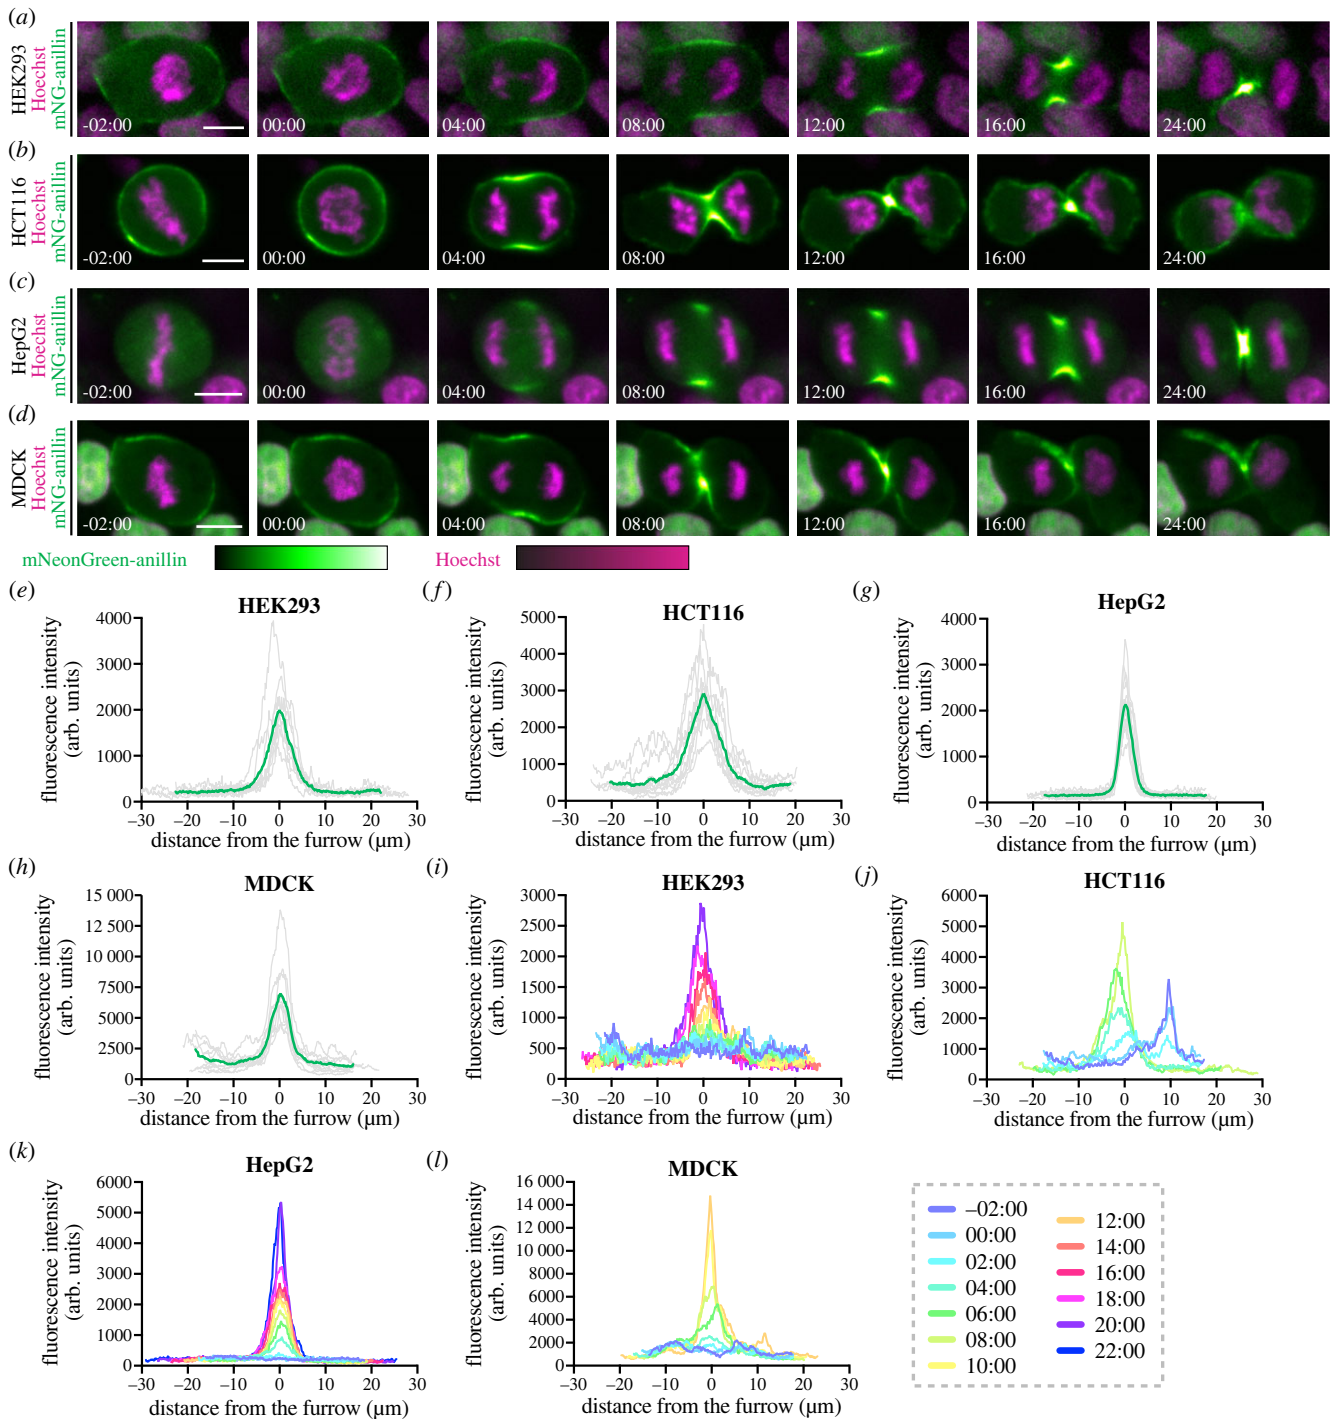 (a)
HEK293
Hoechst
mNG-anillin
-02:00 00:00 04:00 08:00 12:00 16:00 24:00
(b)
HCT116
Hoechst
mNG-anillin
-02:00 00:00 04:00 08:00 12:00 16:00 24:00
(c)
HepG2
Hoechst
mNG-anillin
-02:00 00:00 04:00 08:00 12:00 16:00 24:00
(d)
MDCK
Hoechst
mNG-anillin
-02:00 00:00 04:00 08:00 12:00 16:00 24:00
mNeonGreen-anillin Hoechst
(e)
HEK293
fluorescence intensity
(arb. units)
4000
3000
2000
1000
0
–30 –20 –10 0 10 20 30
distance from the furrow (µm)
(f)
HCT116
fluorescence intensity
(arb. units)
5000
4000
3000
2000
1000
0
–30 –20 –10 0 10 20 30
distance from the furrow (µm)
(g)
HepG2
fluorescence intensity
(arb. units)
4000
3000
2000
1000
0
–30 –20 –10 0 10 20 30
distance from the furrow (µm)
(h)
MDCK
fluorescence intensity
(arb. units)
15 000
12 500
10 000
7500
5000
2500
0
–30 –20 –10 0 10 20 30
distance from the furrow (µm)
(i)
HEK293
fluorescence intensity
(arb. units)
3000
2500
2000
1500
1000
500
0
–30 –20 –10 0 10 20 30
distance from the furrow (µm)
(j)
HCT116
fluorescence intensity
(arb. units)
6000
5000
4000
3000
2000
1000
0
–30 –20 –10 0 10 20 30
distance from the furrow (µm)
(k)
HepG2
fluorescence intensity
(arb. units)
6000
5000
4000
3000
2000
1000
0
–30 –20 –10 0 10 20 30
distance from the furrow (µm)
(l)
MDCK
fluorescence intensity
(arb. units)
16 000
14 000
12 000
10 000
8000
6000
4000
2000
0
–30 –20 –10 0 10 20 30
distance from the furrow (µm)
–02:00
00:00
02:00
04:00
06:00
08:00
10:00
12:00
14:00
16:00
18:00
20:00
22:00